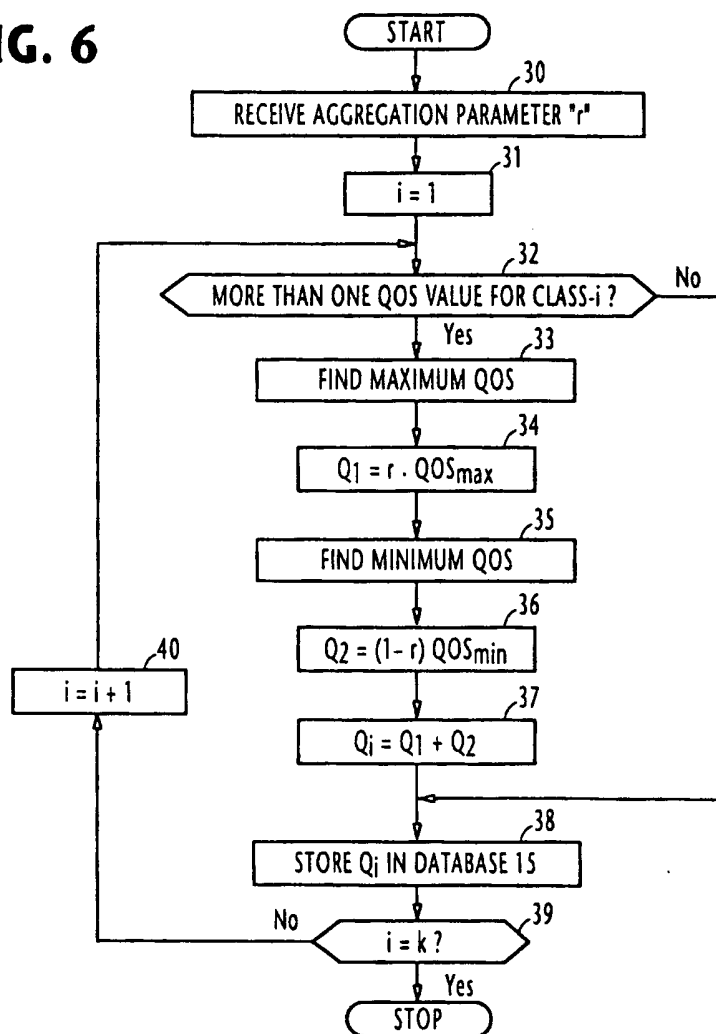 IG. 6
START
30
RECEIVE AGGREGATION PARAMETER "r"
31
i = 1
32
MORE THAN ONE QOS VALUE FOR CLASS-i ?
No
Yes
33
FIND MAXIMUM QOS
34
Q1 = r . QOSmax
35
FIND MINIMUM QOS
36
Q2 = (1- r) QOSmin
40
i = i + 1
37
Qi = Q1 + Q2
38
STORE Qi IN DATABASE 15
39
No
i = k ?
Yes
STOP